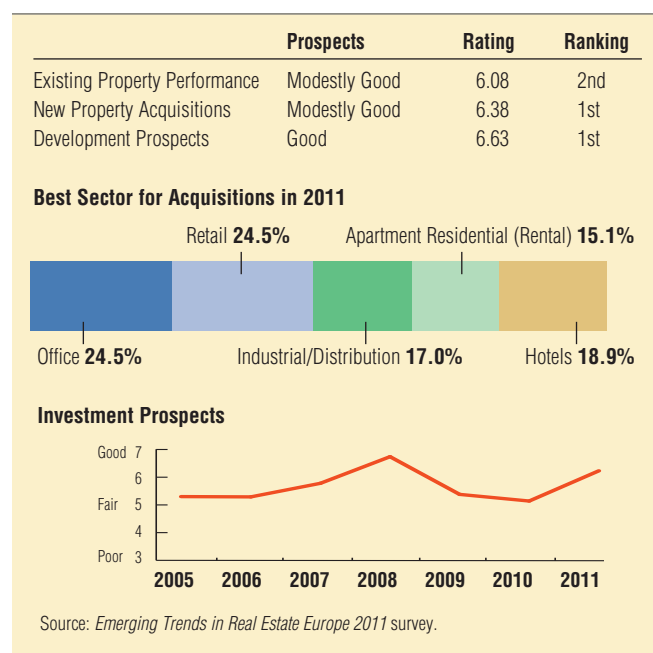 Prospects Rating Ranking
Existing Property Performance Modestly Good 6.08 2nd
New Property Acquisitions Modestly Good 6.38 1st
Development Prospects Good 6.63 1st
Best Sector for Acquisitions in 2011
Retail 24.5% Apartment Residential (Rental) 15.1%
Office 24.5% Industrial/Distribution 17.0% Hotels 18.9%
Investment Prospects
Good 7
6
Fair 5
4
Poor 3
2005 2006 2007 2008 2009 2010 2011
Source: Emerging Trends in Real Estate Europe 2011 survey.